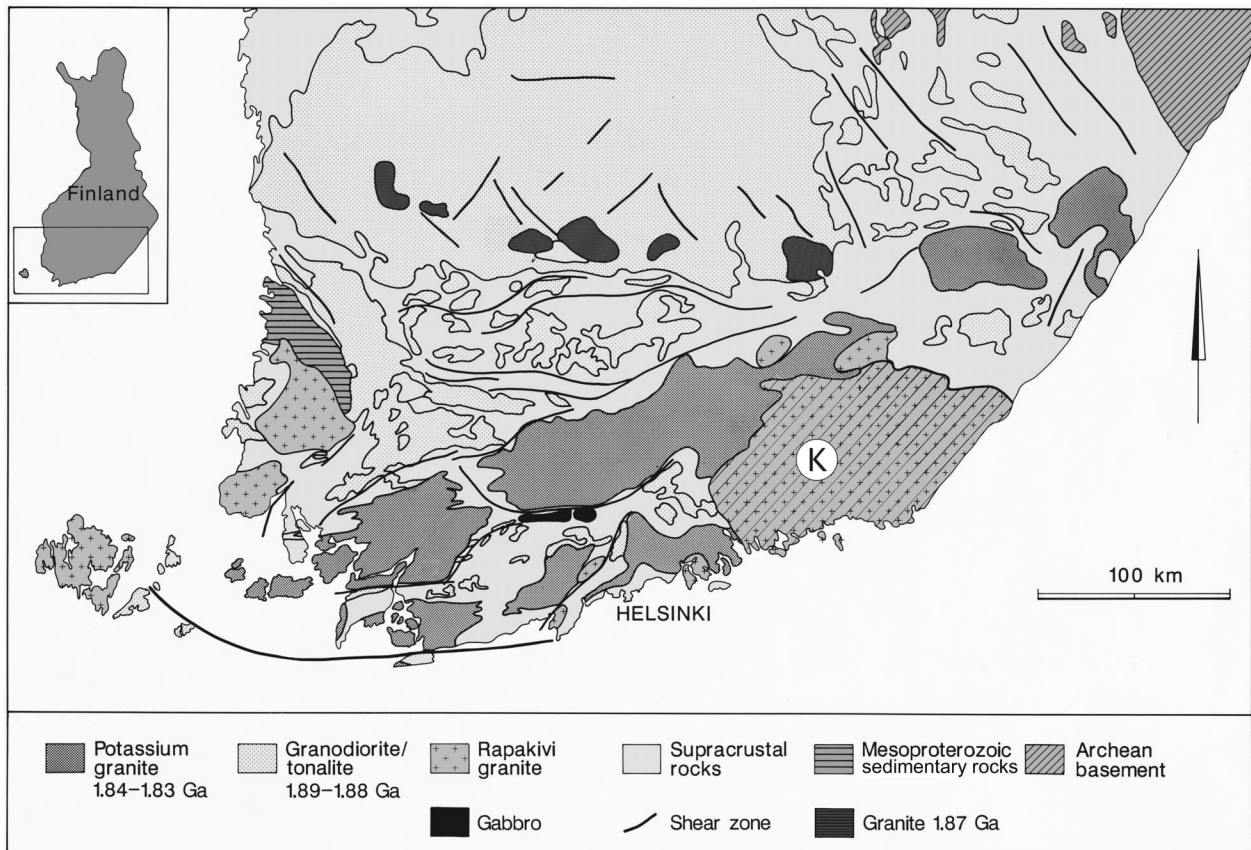 Finland
K
HELSINKI
100 km
Potassium
granite
1.84–1.83 Ga
Granodiorite/
tonalite
1.89–1.88 Ga
Rapakivi
granite
Supracrustal
rocks
Mesoproterozoic
sedimentary rocks
Archean
basement
Gabbro
Shear zone
Granite 1.87 Ga